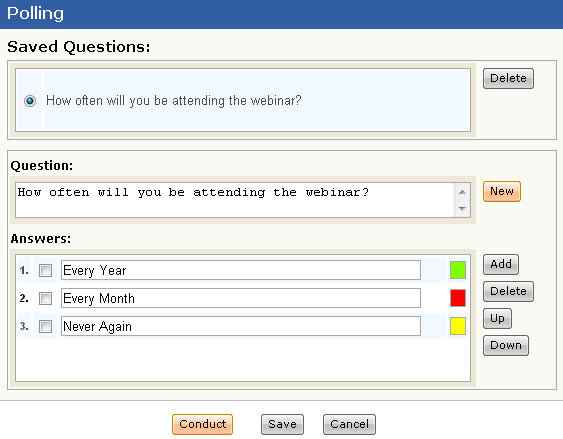 Polling
Saved Questions:
How often will you be attending the webinar?
Delete
Question:
How often will you be attending the webinar?
New
Answers:
1. Every Year
2. Every Month
3. Never Again
Add
Delete
Up
Down
Conduct Save Cancel